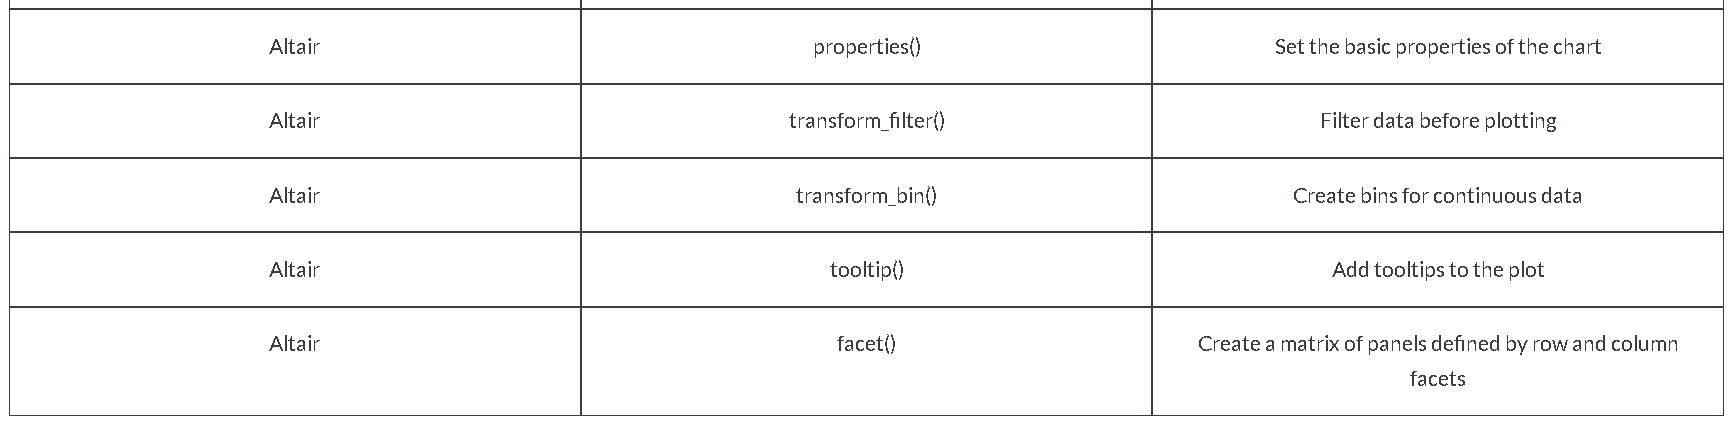 Altair properties() Set the basic properties of the chart
Altair transform_filter() Filter data before plotting
Altair transform_bin() Create bins for continuous data
Altair tooltip() Add tooltips to the plot
Altair facet() Create a matrix of panels defined by row and column
facets